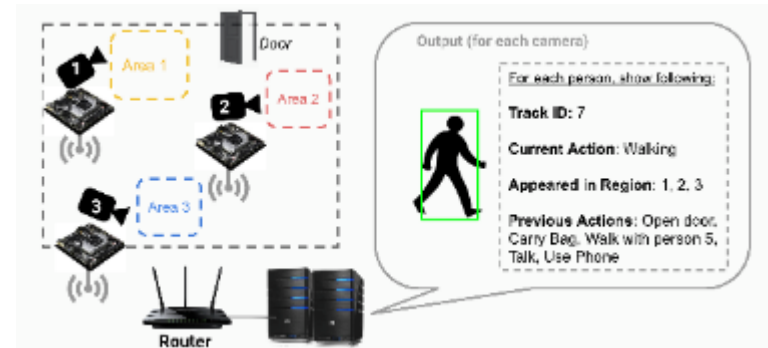 Door
1
Area 1
2
Area 2
3
Area 3
Router
Output (for each camera)
For each person, show following:
Track ID: 7
Current Action: Walking
Appeared in Region: 1, 2, 3
Previous Actions: Open door,
Carry Bag, Walk with person 5,
Talk, Use Phone